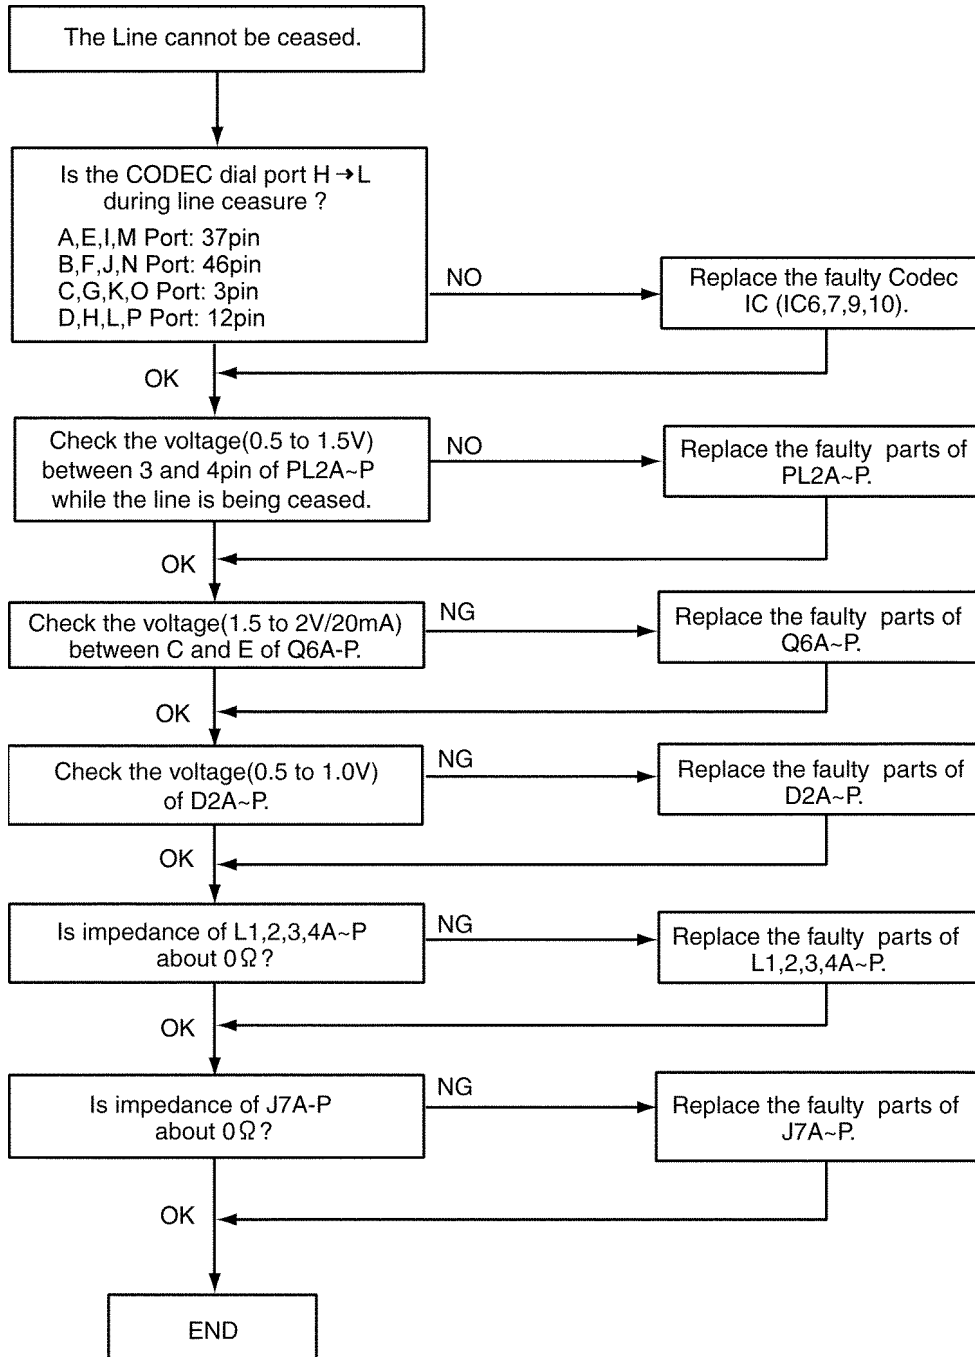 The Line cannot be ceased.
Is the CODEC dial port H→L
during line ceasure ?
A,E,I,M Port: 37pin
B,F,J,N Port: 46pin
C,G,K,O Port: 3pin
D,H,L,P Port: 12pin
NO
Replace the faulty Codec
IC (IC6,7,9,10).
OK
Check the voltage(0.5 to 1.5V)
between 3 and 4pin of PL2A~P
while the line is being ceased.
NO
Replace the faulty parts of
PL2A~P.
OK
Check the voltage(1.5 to 2V/20mA)
between C and E of Q6A-P.
NG
Replace the faulty parts of
Q6A~P.
OK
Check the voltage(0.5 to 1.0V)
of D2A~P.
NG
Replace the faulty parts of
D2A~P.
OK
Is impedance of L1,2,3,4A~P
about 0Ω?
NG
Replace the faulty parts of
L1,2,3,4A~P.
OK
Is impedance of J7A-P
about 0Ω?
NG
Replace the faulty parts of
J7A~P.
OK
END